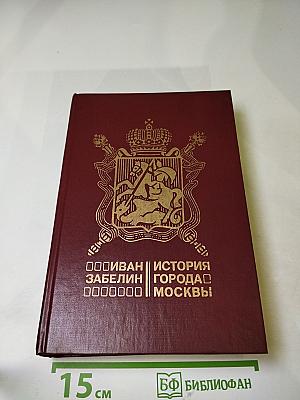 ИВАН
ЗАБЕЛИН
ИСТОРИЯ
ГОРОДА
МОСКВЫ
15 см
БФ БИБЛИОФАН